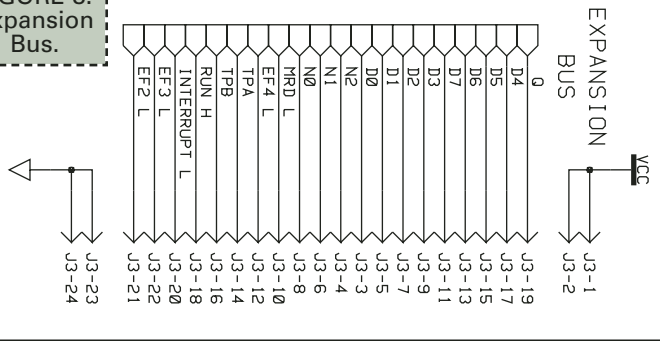 GURE
xpansion
Bus.
EXPANSION
BUS
VCC
J3-1
J3-2
Q J3-19
D4 J3-17
D5 J3-15
D6 J3-13
D7 J3-11
D3 J3-9
D2 J3-7
D1 J3-5
D0 J3-3
N2 J3-4
N1 J3-6
N0 J3-8
MRD L J3-10
EF4 L J3-12
TPA J3-14
TPB J3-16
RUN H J3-18
INTERRUPT L J3-20
EF3 L J3-22
EF2 L J3-21
J3-23
J3-24